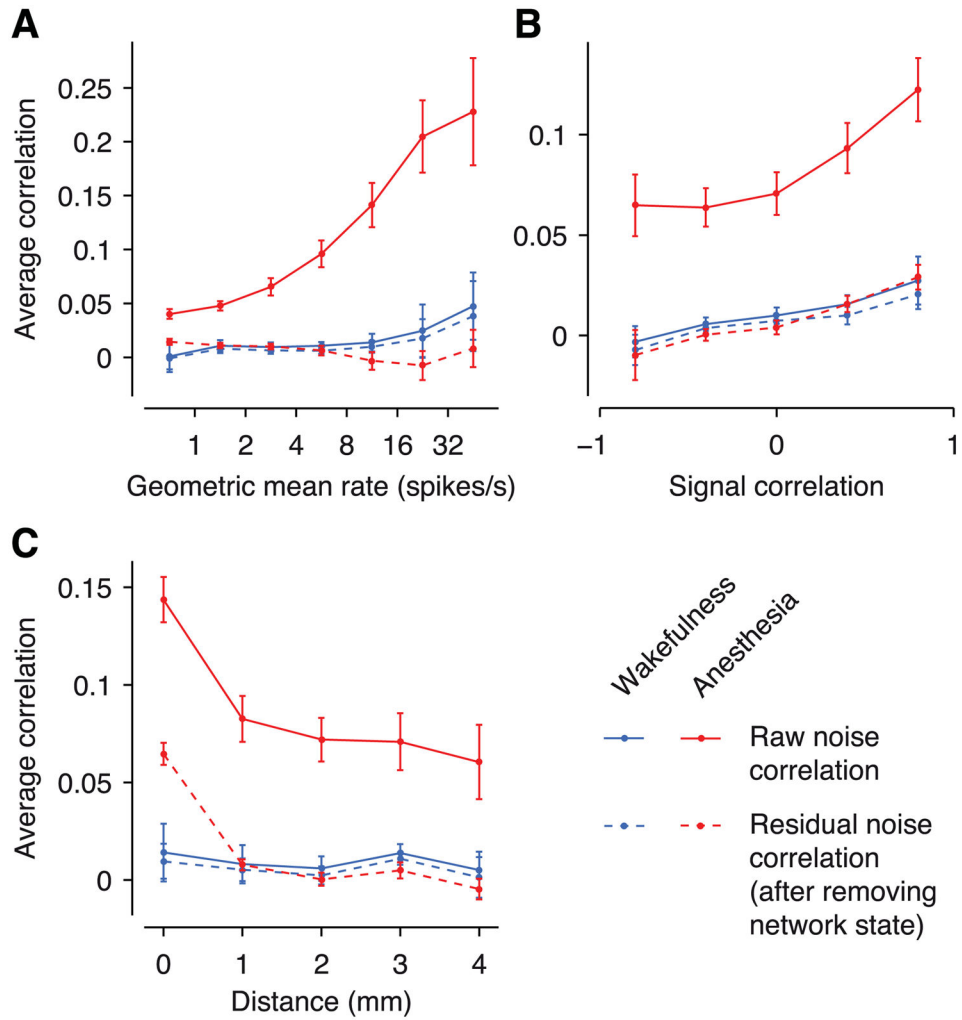 A
Average correlation
0.25
0.2
0.15
0.1
0.05
0
1 2 4 8 16 32
Geometric mean rate (spikes/s)
B
0.1
0.05
0
−1 0 1
Signal correlation
C
Average correlation
0.15
0.1
0.05
0
0 1 2 3 4
Distance (mm)
Wakefulness
Anesthesia
Raw noise
correlation
Residual noise
correlation
(after removing
network state)